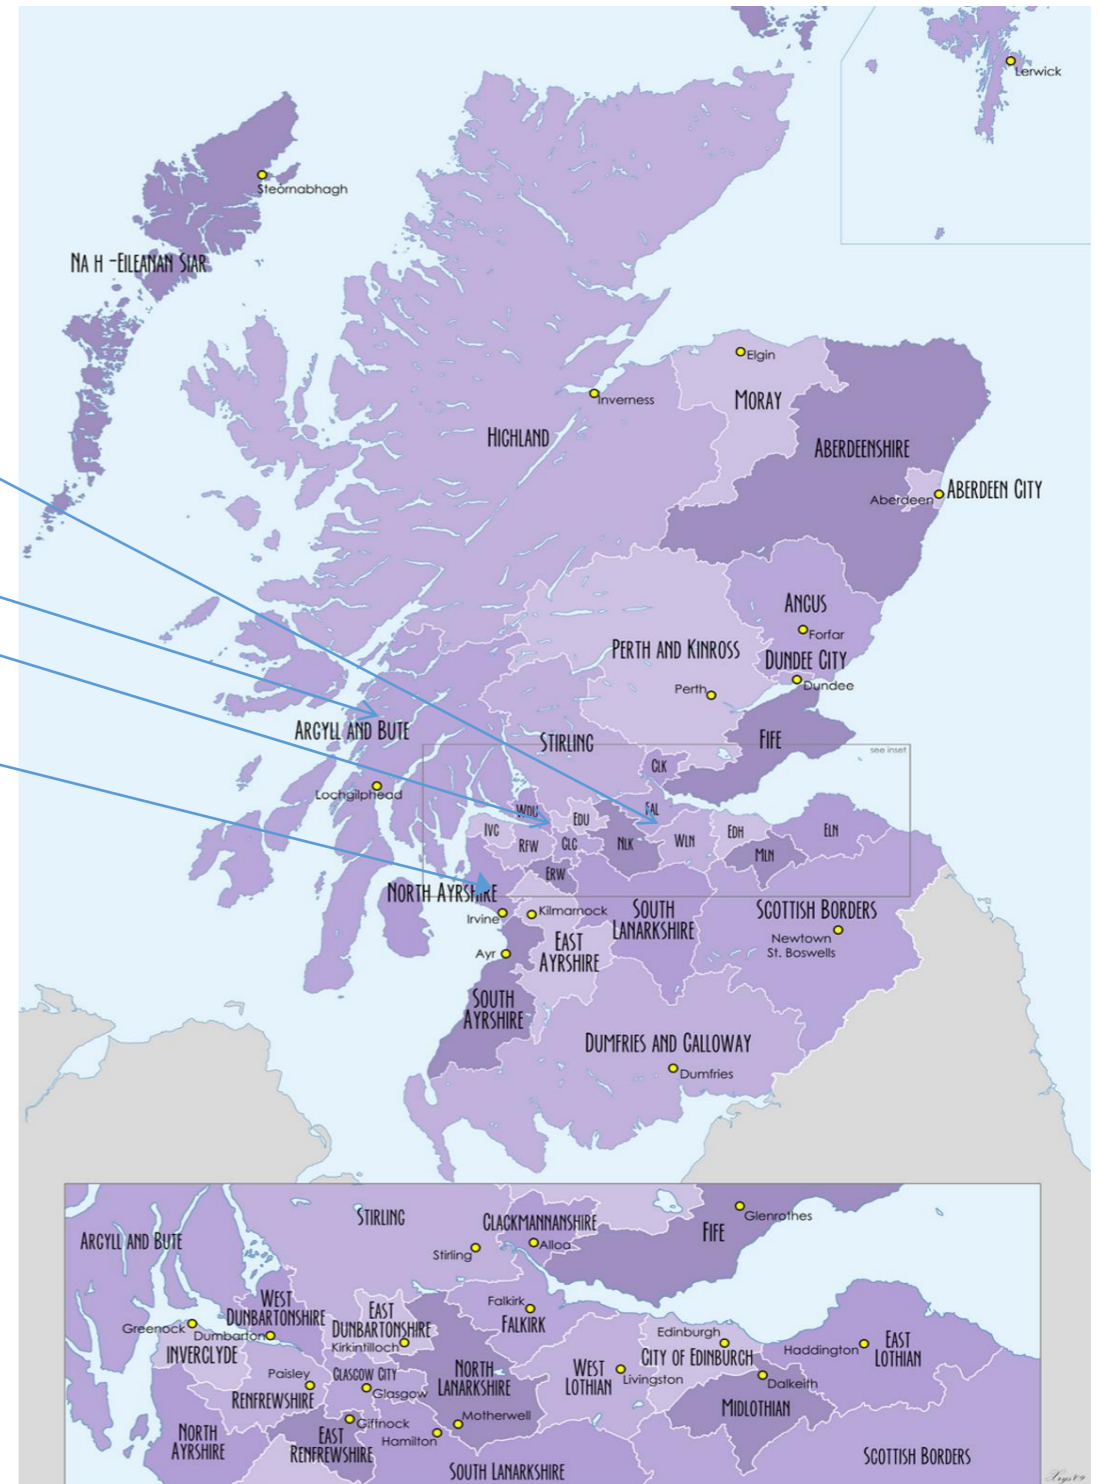 Lerwick
Steornabhagh
NA H -EILEANAN SIAR
Elgin
Inverness
MORAY
HIGHLAND
ABERDEENSHIRE
Aberdeen
ABERDEEN CITY
ANGUS
Forfar
PERTH AND KINROSS
DUNDEE CITY
Perth
Dundee
ARGYLL AND BUTE
STIRLING
FIFE
see inset
CLK
Lochgilphead
WDU
EDU
FAL
IVC
RFW
GLC
NLK
WLN
EDH
MLN
ELN
ERW
NORTH AYRSHIRE
Irvine
Kilmarnock
SOUTH
LANARKSHIRE
SCOTTISH BORDERS
Newtown
St. Boswells
Ayr
EAST
AYRSHIRE
SOUTH
AYRSHIRE
DUMFRIES AND GALLOWAY
Dumfries
ARGYLL AND BUTE
STIRLING
CLACKMANNANSHIRE
Alloa
Stirling
Glenrothes
FIFE
WEST
DUNBARTONSHIRE
EAST
DUNBARTONSHIRE
Kirkintilloch
Falkirk
FALKIRK
Greenock
Dumbarton
INVERCLYDE
Edinburgh
CITY OF EDINBURGH
Haddington
EAST
LOTHIAN
Paisley
RENFREWSHIRE
GLASGOW CITY
Glasgow
NORTH
LANARKSHIRE
WEST
LOTHIAN
Livingston
Dalkeith
MIDLOTHIAN
Giffnock
Motherwell
Hamilton
NORTH
AYRSHIRE
EAST
RENFREWSHIRE
SOUTH LANARKSHIRE
SCOTTISH BORDERS